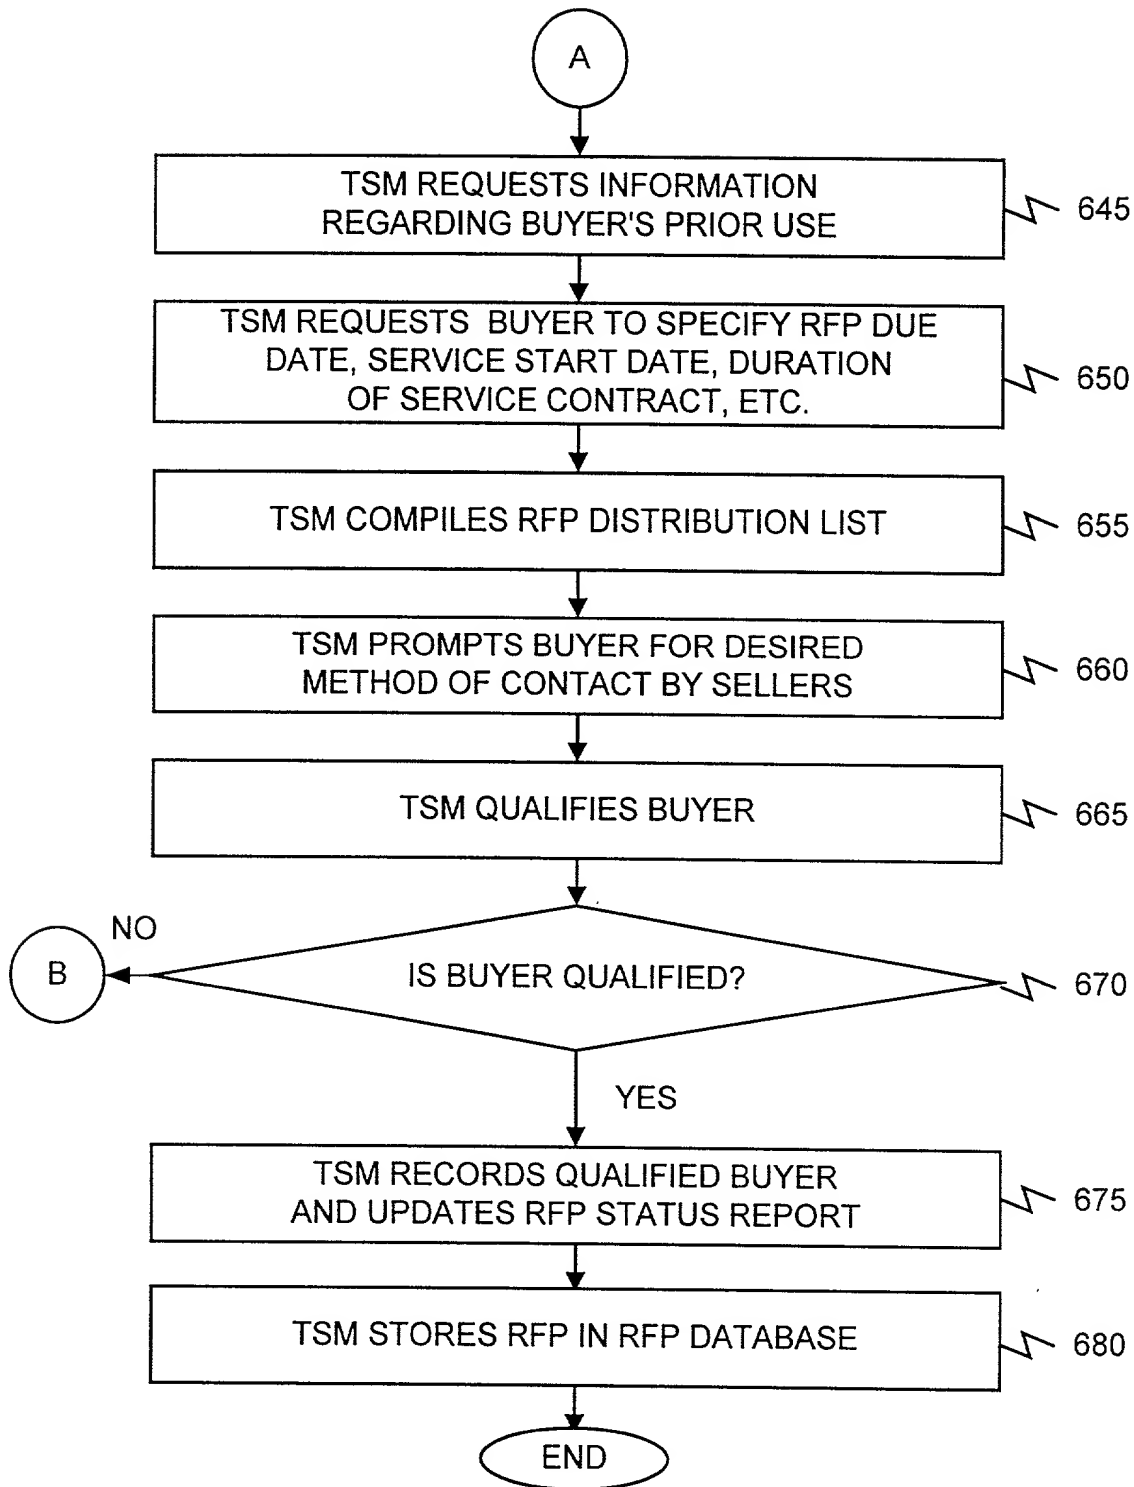 A
TSM REQUESTS INFORMATION
REGARDING BUYER'S PRIOR USE
645
TSM REQUESTS BUYER TO SPECIFY RFP DUE
DATE, SERVICE START DATE, DURATION
OF SERVICE CONTRACT, ETC.
650
TSM COMPILES RFP DISTRIBUTION LIST
655
TSM PROMPTS BUYER FOR DESIRED
METHOD OF CONTACT BY SELLERS
660
TSM QUALIFIES BUYER
665
NO
B
IS BUYER QUALIFIED?
670
YES
TSM RECORDS QUALIFIED BUYER
AND UPDATES RFP STATUS REPORT
675
TSM STORES RFP IN RFP DATABASE
680
END